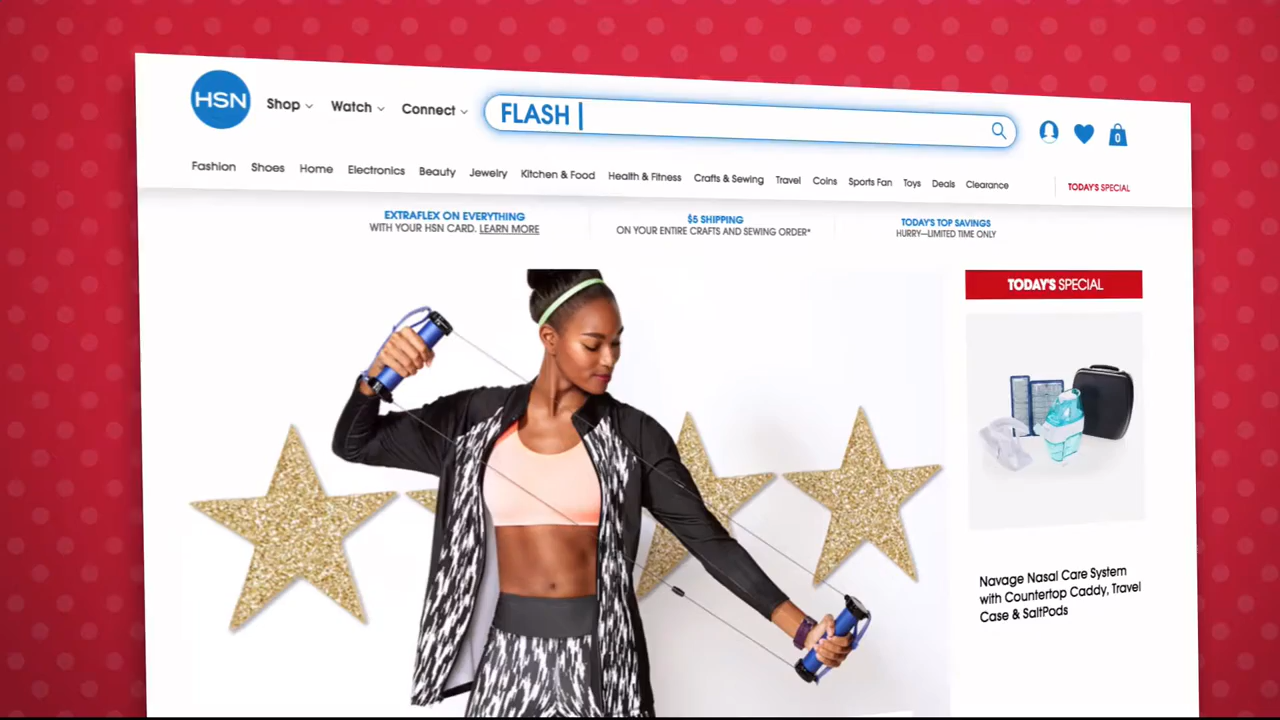 HSN
Shop
Watch
Connect
FLASH
0
Fashion
Shoes
Home
Electronics
Beauty
Jewelry
Kitchen & Food
Health & Fitness
Crafts & Sewing
Travel
Coins
Sports Fan
Toys
Deals
Clearance
TODAY'S SPECIAL
EXTRAFLEX ON EVERYTHING
WITH YOUR HSN CARD. LEARN MORE
$5 SHIPPING
ON YOUR ENTIRE CRAFTS AND SEWING ORDER*
TODAY'S TOP SAVINGS
HURRY—LIMITED TIME ONLY
TODAY'S SPECIAL
Navage Nasal Care System
with Countertop Caddy, Travel
Case & SaltPods